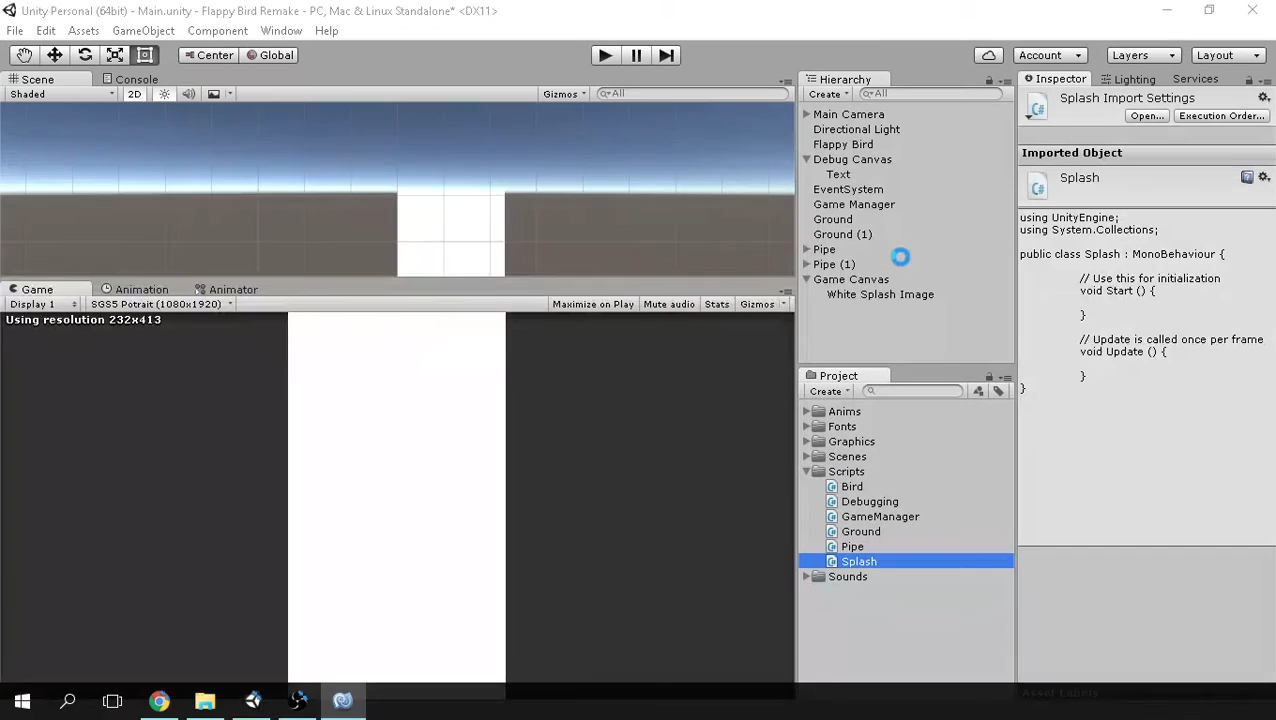 Unity Personal (64bit) - Main.unity - Flappy Bird Remake - PC, Mac & Linux Standalone* <DX11>
File Edit Assets GameObject Component Window Help
Center Global Account Layers Layout
Scene Console
Shaded 2D Gizmos All
Game Animation Animator
Display 1 SGS5 Potrait (1080x1920) Maximize on Play Mute audio Stats Gizmos
Using resolution 232x413
Hierarchy
Create All
Main Camera
Directional Light
Flappy Bird
Debug Canvas
Text
EventSystem
Game Manager
Ground
Ground (1)
Pipe
Pipe (1)
Game Canvas
White Splash Image
Project
Create
Anims
Fonts
Graphics
Scenes
Scripts
Bird
Debugging
GameManager
Ground
Pipe
Splash
Sounds
Inspector Lighting Services
Splash Import Settings
Open... Execution Order...
Imported Object
Splash
using UnityEngine;
using System.Collections;
public class Splash : MonoBehaviour {
// Use this for initialization
void Start () {
}
// Update is called once per frame
void Update () {
}
}
Asset Labels